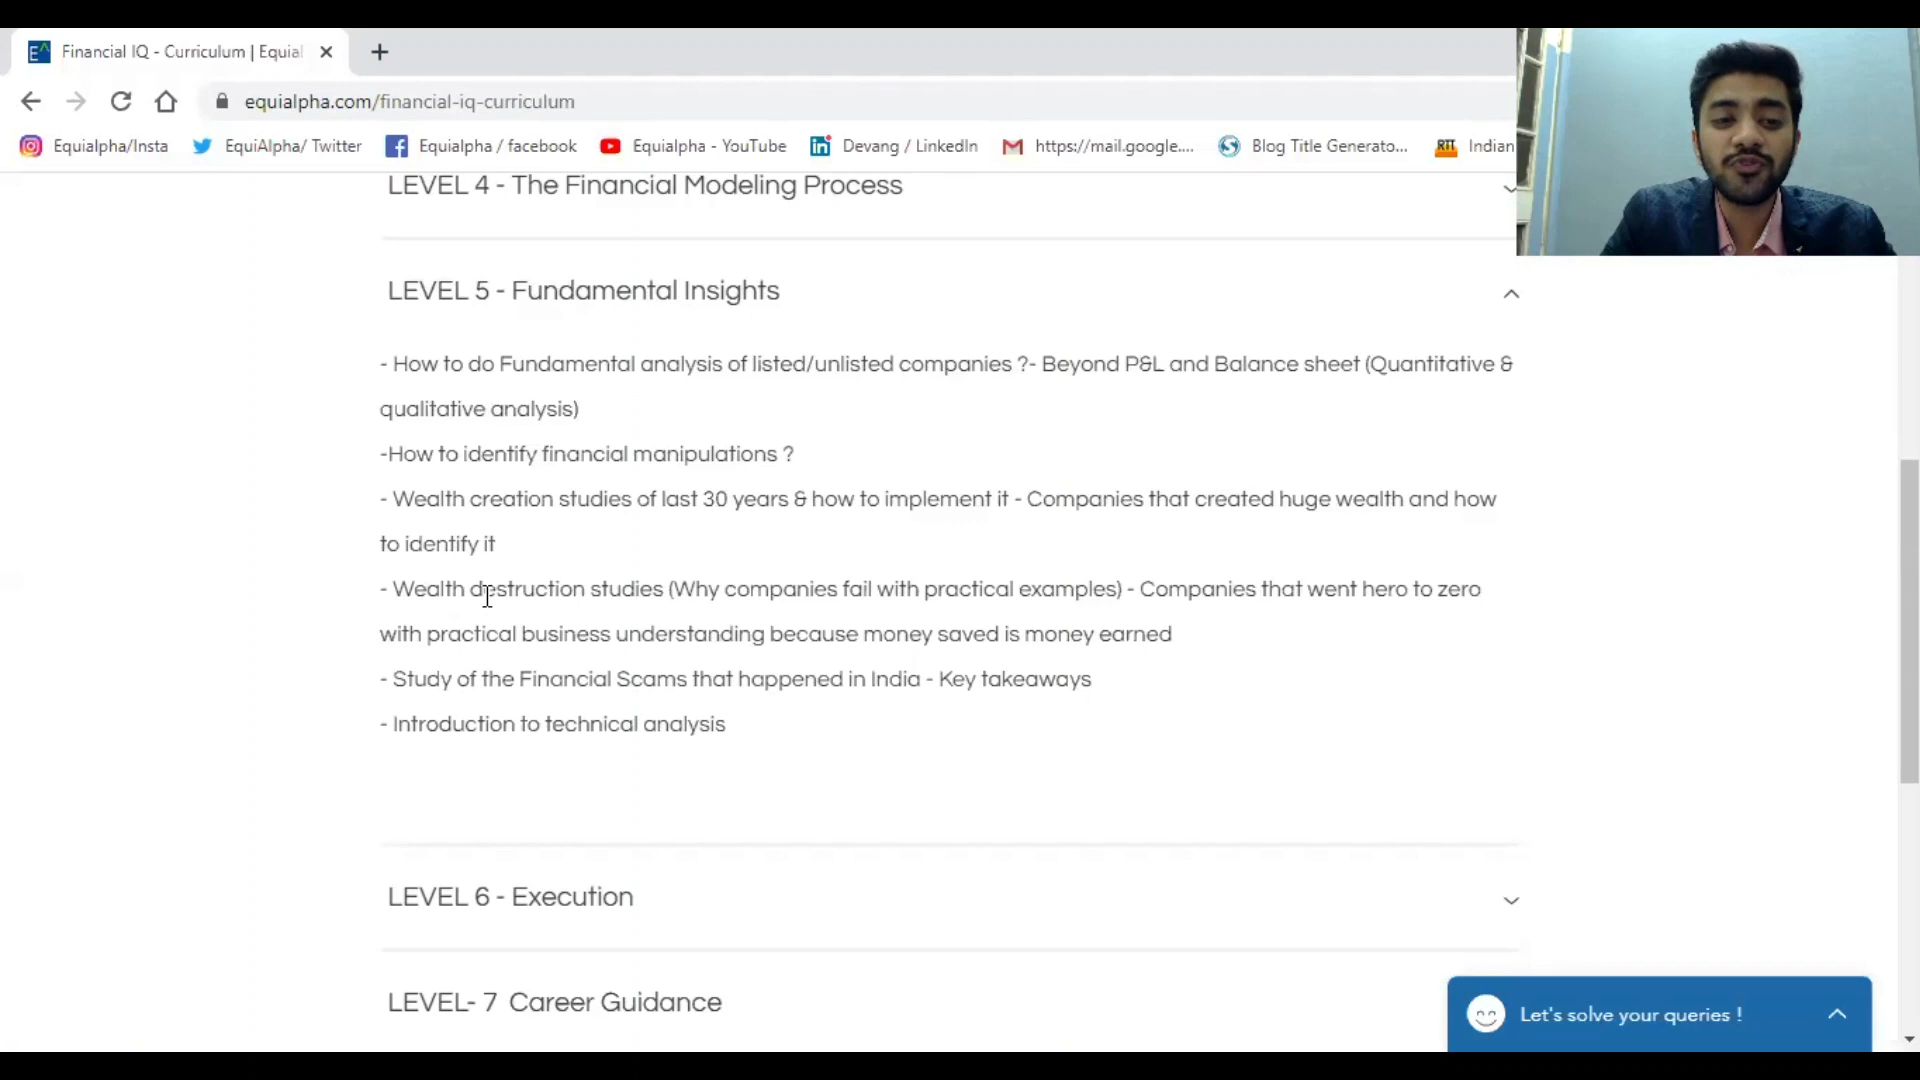 Financial IQ - Curriculum | Equial
equialpha.com/financial-iq-curriculum
Equialpha/Insta EquiAlpha/ Twitter Equialpha / facebook Equialpha - YouTube Devang / LinkedIn https://mail.google.... Blog Title Generato... RTI Indian
LEVEL 4 - The Financial Modeling Process
LEVEL 5 - Fundamental Insights
- How to do Fundamental analysis of listed/unlisted companies ?- Beyond P&L and Balance sheet (Quantitative &
qualitative analysis)
-How to identify financial manipulations ?
- Wealth creation studies of last 30 years & how to implement it - Companies that created huge wealth and how
to identify it
- Wealth destruction studies (Why companies fail with practical examples) - Companies that went hero to zero
with practical business understanding because money saved is money earned
- Study of the Financial Scams that happened in India - Key takeaways
- Introduction to technical analysis
LEVEL 6 - Execution
LEVEL- 7 Career Guidance
Let's solve your queries !